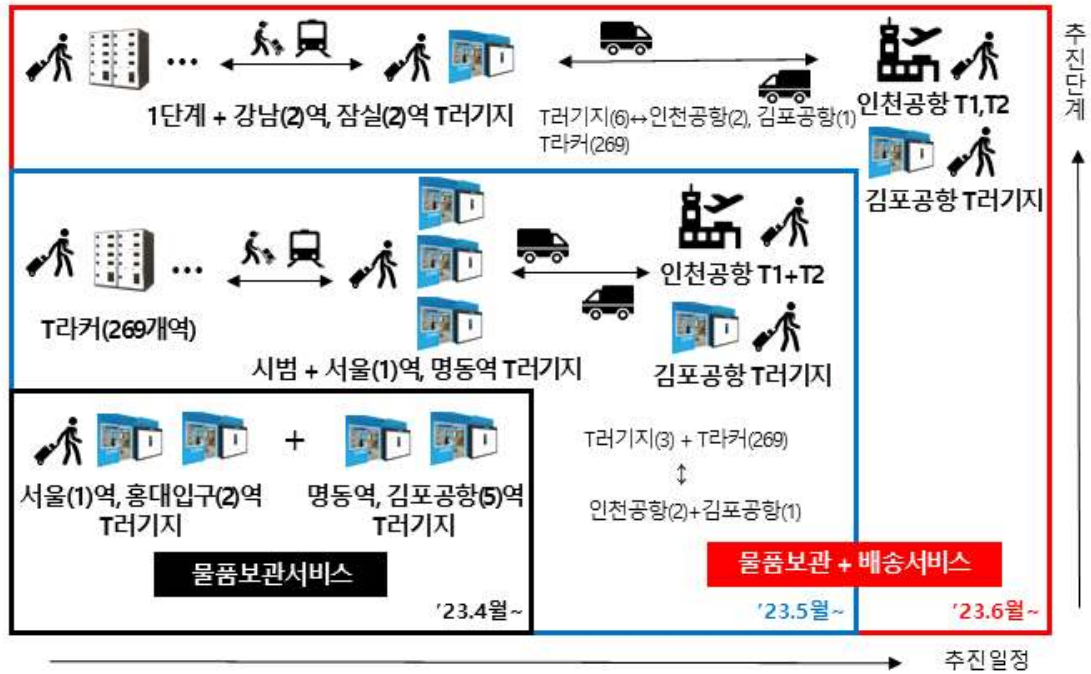 추진단계
…
1단계 + 강남(2)역, 잠실(2)역 T러기지
T러기지(6)↔인천공항(2), 김포공항(1)
T라커(269)
인천공항 T1,T2
김포공항 T러기지
…
T라커(269개역)
시범 + 서울(1)역, 명동역 T러기지
인천공항 T1+T2
김포공항 T러기지
T러기지(3) + T라커(269)
↕
인천공항(2)+김포공항(1)
+
서울(1)역, 홍대입구(2)역
T러기지
명동역, 김포공항(5)역
T러기지
물품보관서비스
물품보관 + 배송서비스
’23.4월~
’23.5월~
’23.6월~
추진일정